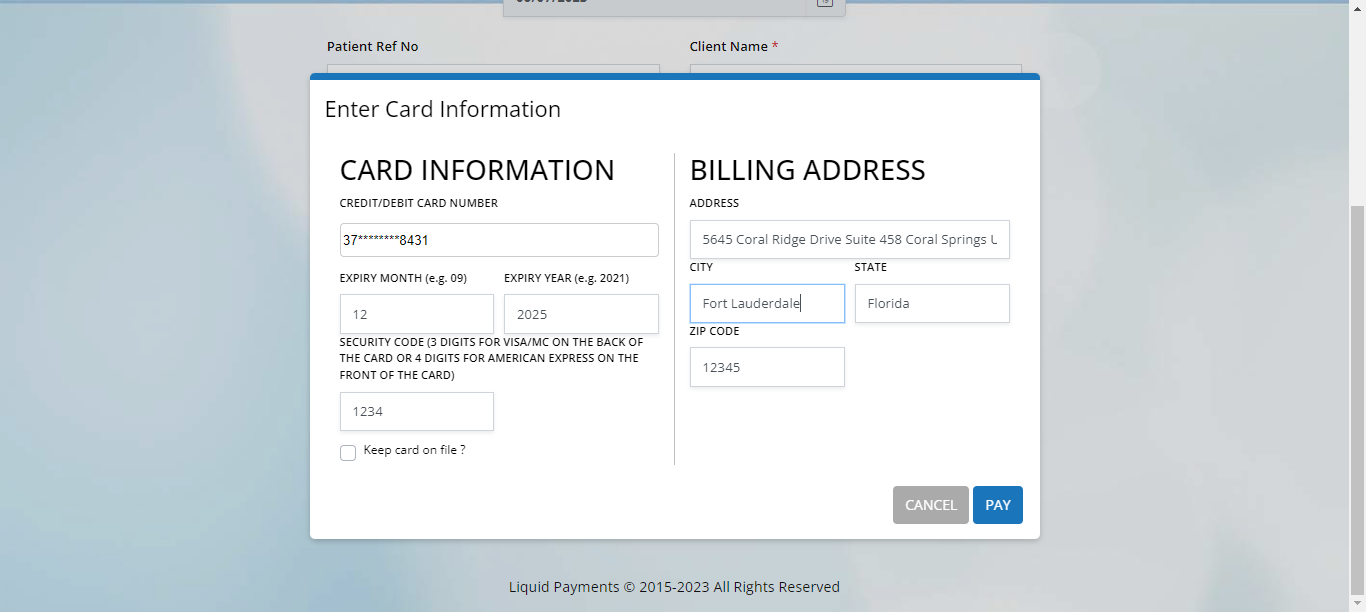 Patient Ref No
Client Name *
Enter Card Information
CARD INFORMATION
CREDIT/DEBIT CARD NUMBER
37********8431
EXPIRY MONTH (e.g. 09)
EXPIRY YEAR (e.g. 2021)
12
2025
SECURITY CODE (3 DIGITS FOR VISA/MC ON THE BACK OF
THE CARD OR 4 DIGITS FOR AMERICAN EXPRESS ON THE
FRONT OF THE CARD)
1234
Keep card on file ?
BILLING ADDRESS
ADDRESS
5645 Coral Ridge Drive Suite 458 Coral Springs
CITY
STATE
Fort Lauderdale
Florida
ZIP CODE
12345
CANCEL
PAY
Liquid Payments © 2015-2023 All Rights Reserved